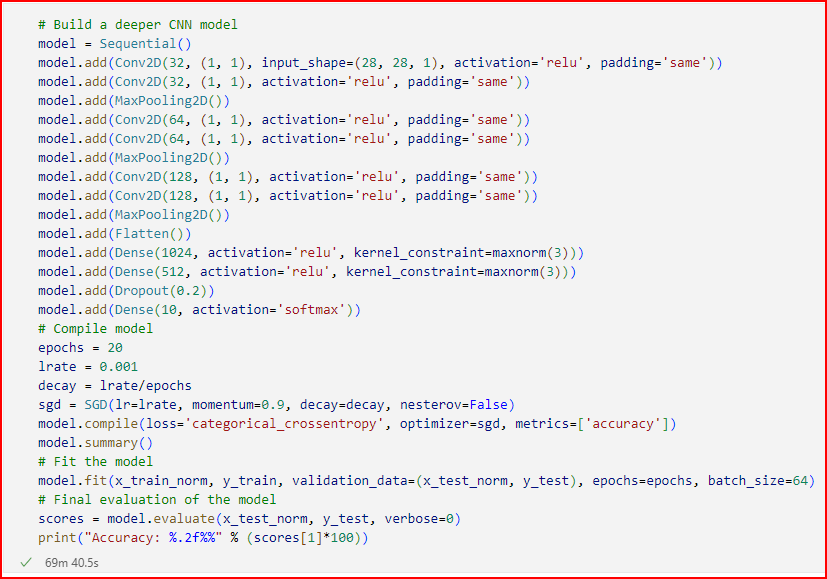 # Build a deeper CNN model
model = Sequential()
model.add(Conv2D(32, (1, 1), input_shape=(28, 28, 1), activation='relu', padding='same'))
model.add(Conv2D(32, (1, 1), activation='relu', padding='same'))
model.add(MaxPooling2D())
model.add(Conv2D(64, (1, 1), activation='relu', padding='same'))
model.add(Conv2D(64, (1, 1), activation='relu', padding='same'))
model.add(MaxPooling2D())
model.add(Conv2D(128, (1, 1), activation='relu', padding='same'))
model.add(Conv2D(128, (1, 1), activation='relu', padding='same'))
model.add(MaxPooling2D())
model.add(Flatten())
model.add(Dense(1024, activation='relu', kernel_constraint=maxnorm(3)))
model.add(Dense(512, activation='relu', kernel_constraint=maxnorm(3)))
model.add(Dropout(0.2))
model.add(Dense(10, activation='softmax'))
# Compile model
epochs = 20
lrate = 0.001
decay = lrate/epochs
sgd = SGD(lr=lrate, momentum=0.9, decay=decay, nesterov=False)
model.compile(loss='categorical_crossentropy', optimizer=sgd, metrics=['accuracy'])
model.summary()
# Fit the model
model.fit(x_train_norm, y_train, validation_data=(x_test_norm, y_test), epochs=epochs, batch_size=64)
# Final evaluation of the model
scores = model.evaluate(x_test_norm, y_test, verbose=0)
print("Accuracy: %.2f%%" % (scores[1]*100))
✓ 69m 40.5s